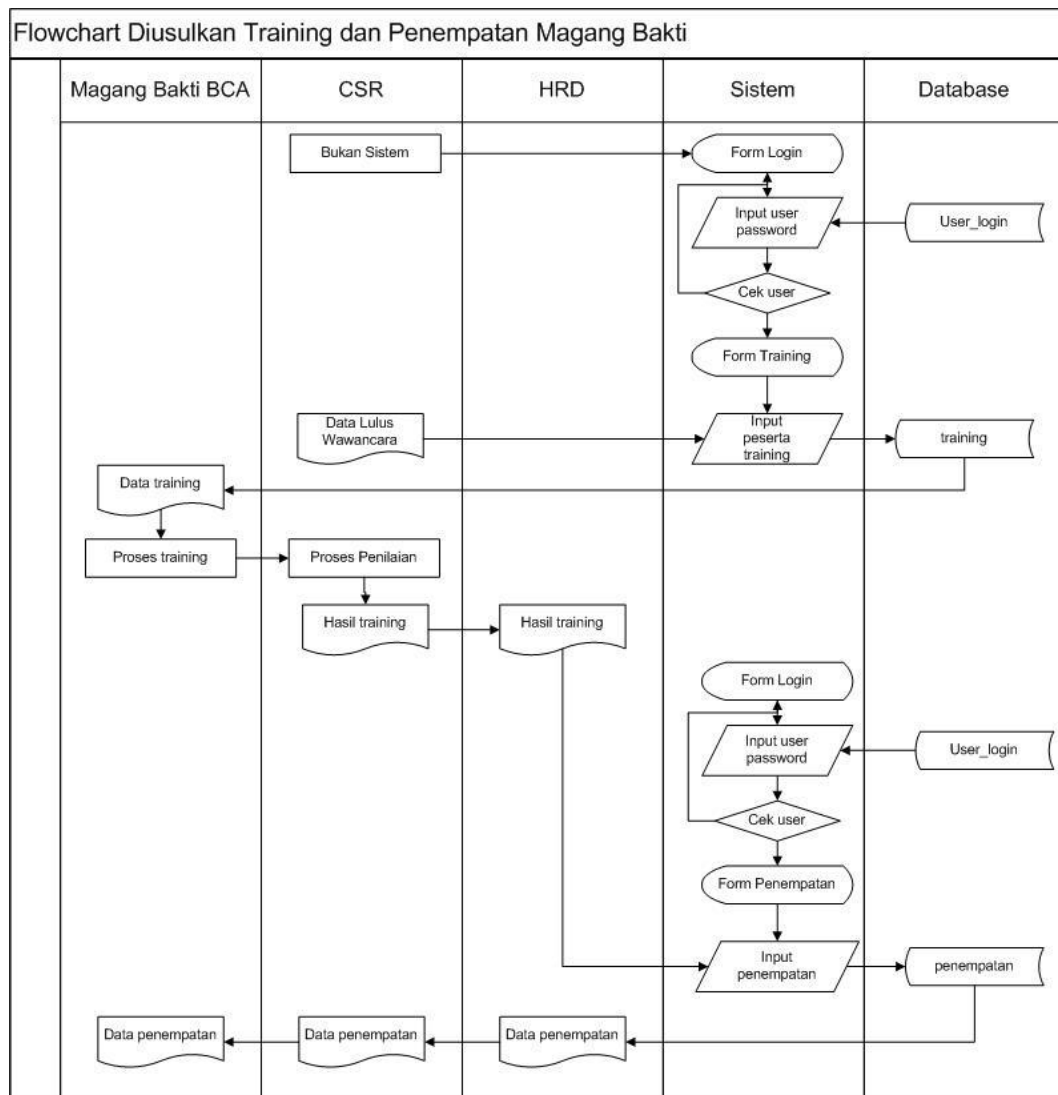 Flowchart Diusulkan Training dan Penempatan Magang Bakti
Magang Bakti BCA
CSR
HRD
Sistem
Database
Bukan Sistem
Form Login
Input user
password
User_login
Cek user
Form Training
Data Lulus
Wawancara
Input
peserta
training
training
Data training
Proses training
Proses Penilaian
Hasil training
Hasil training
Form Login
Input user
password
User_login
Cek user
Form Penempatan
Input
penempatan
penempatan
Data penempatan
Data penempatan
Data penempatan